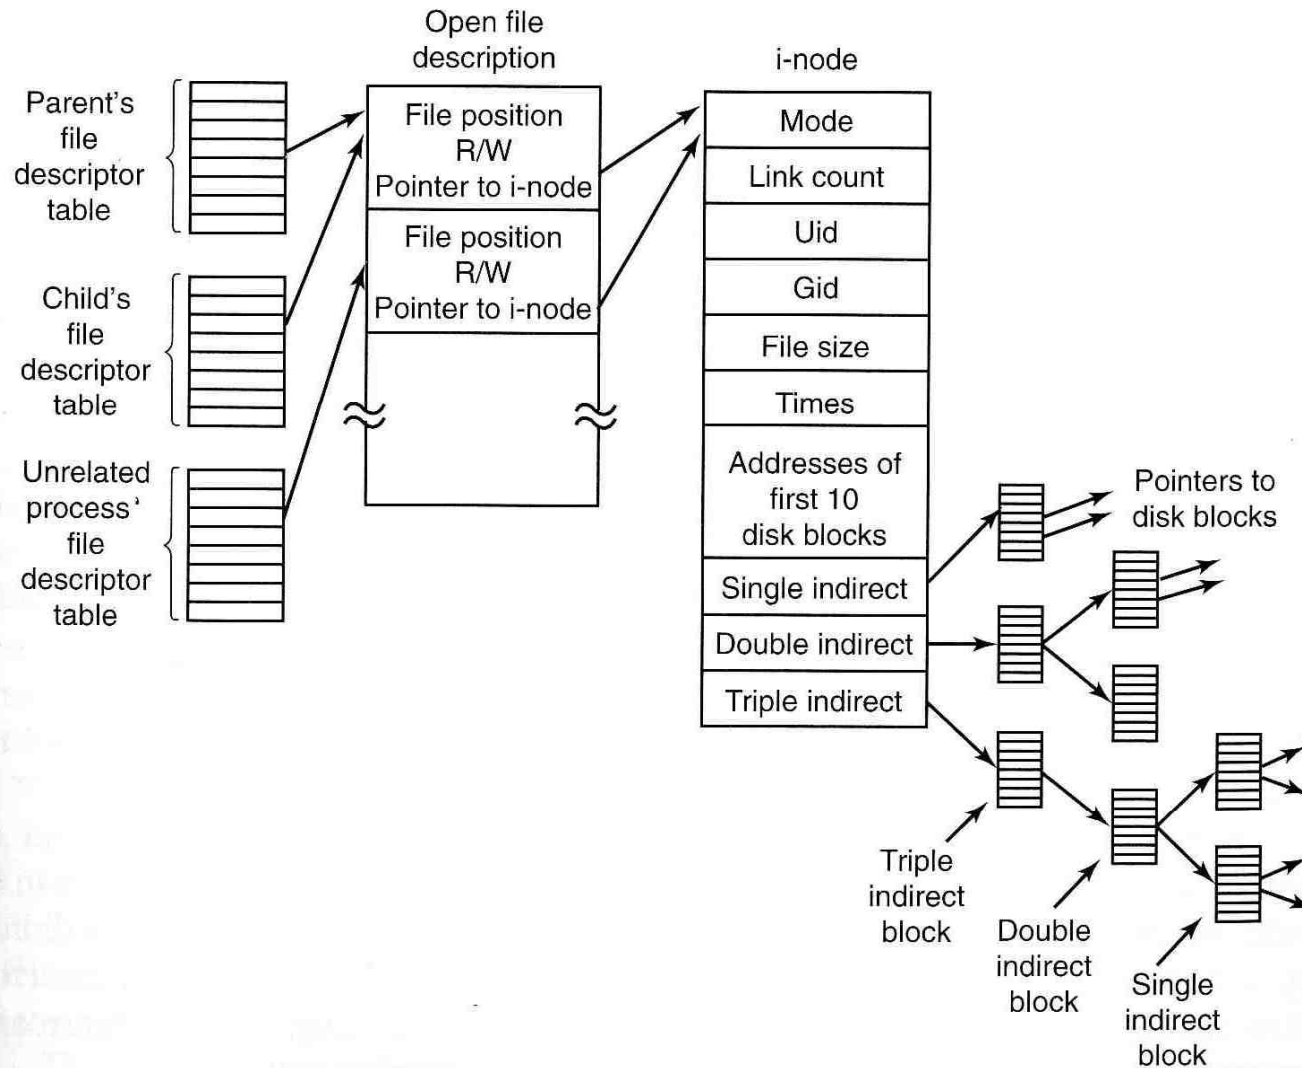 Open file
description
i-node
Parent's
file
descriptor
table
File position
R/W
Pointer to i-node
File position
R/W
Pointer to i-node
Child's
file
descriptor
table
Unrelated
process'
file
descriptor
table
Mode
Link count
Uid
Gid
File size
Times
Addresses of
first 10
disk blocks
Single indirect
Double indirect
Triple indirect
Pointers to
disk blocks
Triple
indirect
block
Double
indirect
block
Single
indirect
block